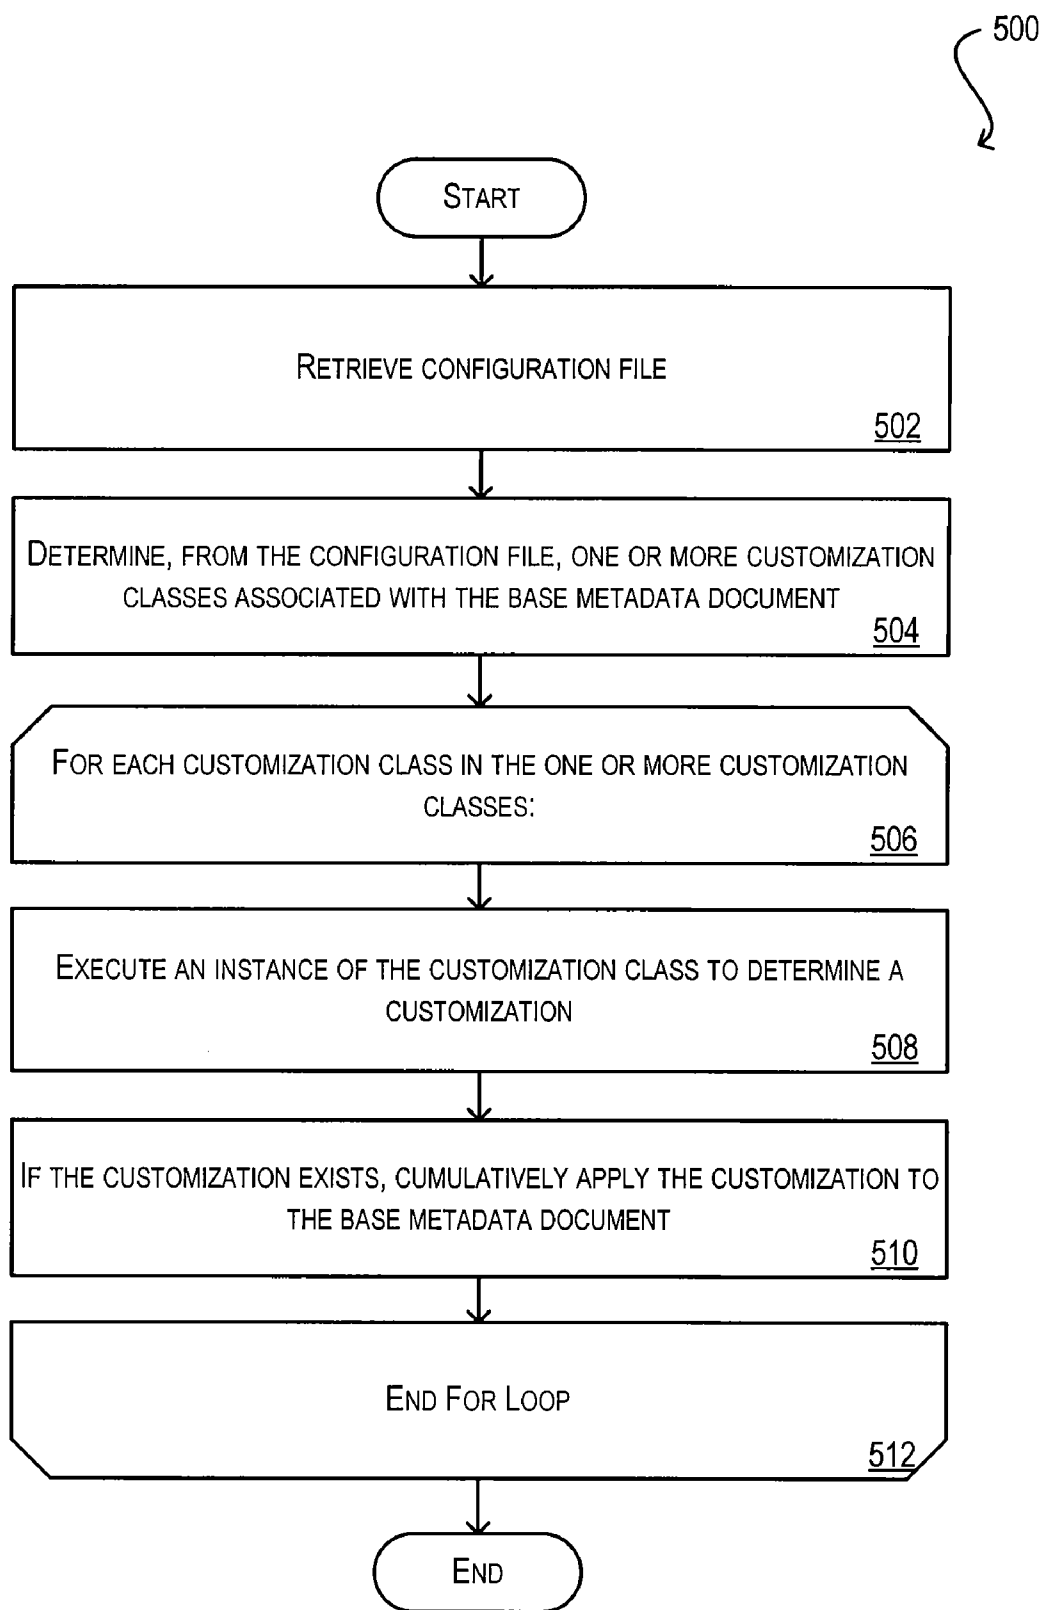 500
START
RETRIEVE CONFIGURATION FILE
502
DETERMINE, FROM THE CONFIGURATION FILE, ONE OR MORE CUSTOMIZATION
CLASSES ASSOCIATED WITH THE BASE METADATA DOCUMENT
504
FOR EACH CUSTOMIZATION CLASS IN THE ONE OR MORE CUSTOMIZATION
CLASSES:
506
EXECUTE AN INSTANCE OF THE CUSTOMIZATION CLASS TO DETERMINE A
CUSTOMIZATION
508
IF THE CUSTOMIZATION EXISTS, CUMULATIVELY APPLY THE CUSTOMIZATION TO
THE BASE METADATA DOCUMENT
510
END FOR LOOP
512
END